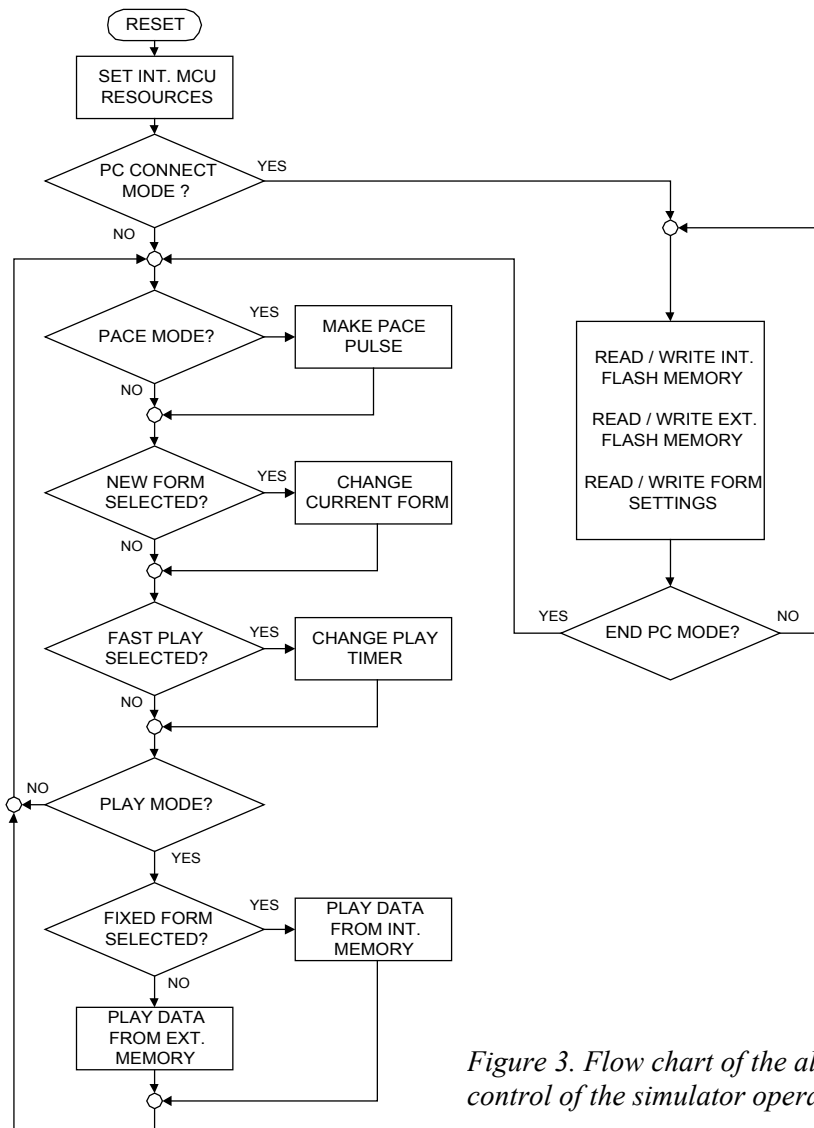 RESET
SET INT. MCU
RESOURCES
PC CONNECT
MODE ?
YES
NO
PACE MODE?
YES
MAKE PACE
PULSE
NO
NEW FORM
SELECTED?
YES
CHANGE
CURRENT FORM
NO
FAST PLAY
SELECTED?
YES
CHANGE PLAY
TIMER
NO
PLAY MODE?
NO
YES
FIXED FORM
SELECTED?
YES
PLAY DATA
FROM INT.
MEMORY
NO
PLAY DATA
FROM EXT.
MEMORY
READ / WRITE INT.
FLASH MEMORY
READ / WRITE EXT.
FLASH MEMORY
READ / WRITE FORM
SETTINGS
END PC MODE?
YES
NO
Figure 3. Flow chart of the
control of the simulator